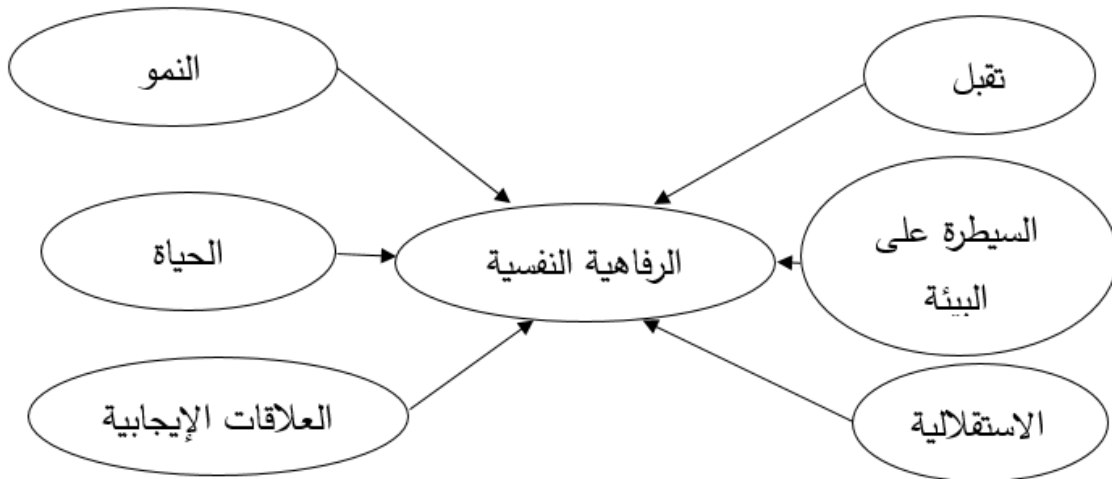 تقبل
النمو
السيطرة على
البيئة
الرفاهية النفسية
الحياة
الاستقلالية
العلاقات الإيجابية